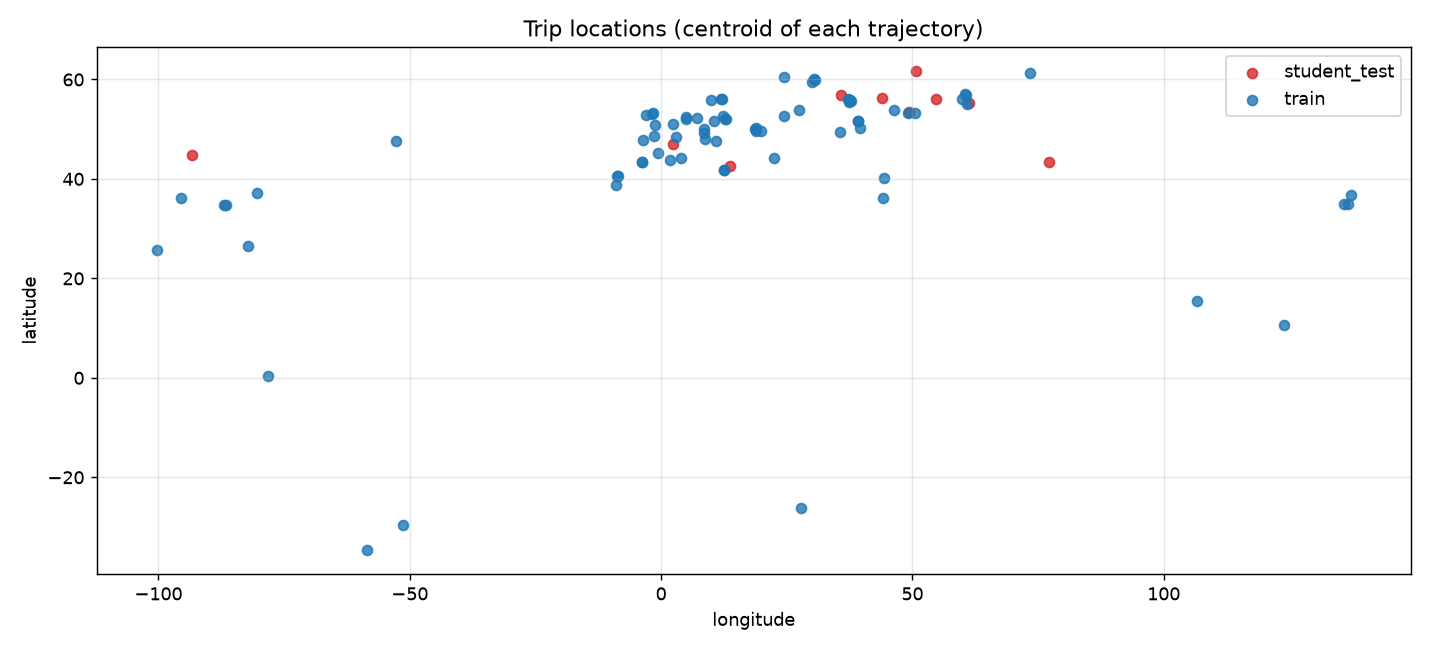 Trip locations (centroid of each trajectory)
student_test
train
60
40
20
0
−20
latitude
−100
−50
0
50
100
longitude